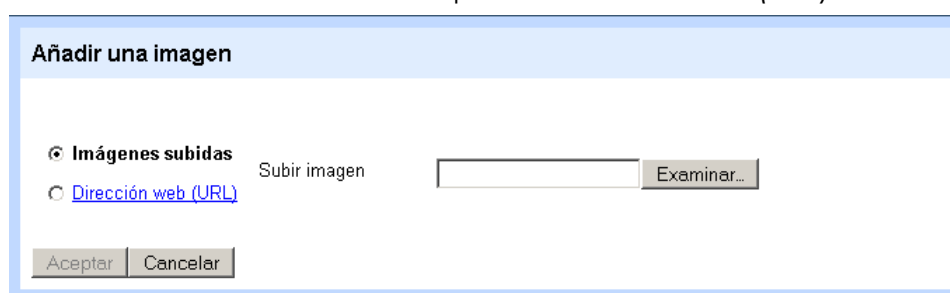 Añadir una imagen
Imágenes subidas
Subir imagen
Examinar...
Dirección web (URL)
Aceptar
Cancelar